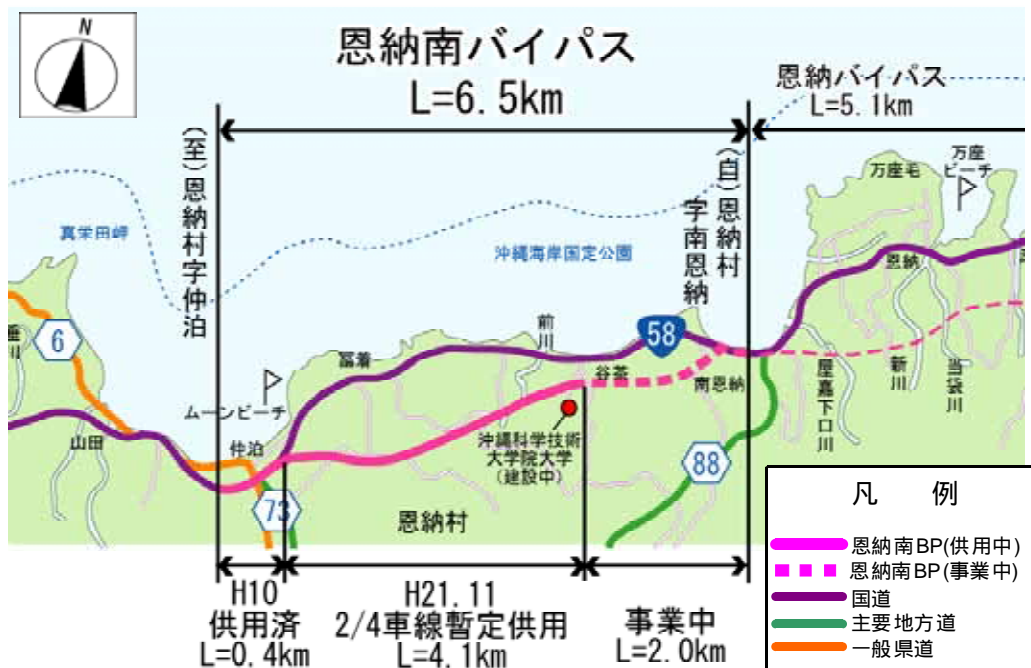 N
恩納南バイパス
L=6.5km
恩納バイパス
L=5.1km
(至)恩納村字仲泊
(自)恩納村
字南恩納
万座毛
万座
ビーチ
真栄田岬
沖縄海岸国定公園
恩納
6
58
前川
冨着
谷茶
南恩納
屋嘉下口川
新川
当袋川
ムーンビーチ
山田
仲泊
沖縄科学技術
大学院大学
(建設中)
88
73
恩納村
H10
供用済
L=0.4km
H21.11
2/4車線暫定供用
L=4.1km
事業中
L=2.0km
凡 例
恩納南BP(供用中)
恩納南BP(事業中)
国道
主要地方道
一般県道